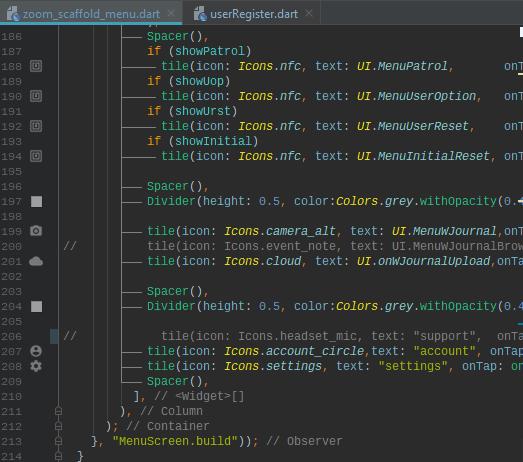 zoom_scaffold_menu.dart × userRegister.dart ×
186 Spacer(),
187 if (showPatrol)
188 tile(icon: Icons.nfc, text: UI.MenuPatrol, onT
189 if (showUop)
190 tile(icon: Icons.nfc, text: UI.MenuUserOption, onT
191 if (showUrst)
192 tile(icon: Icons.nfc, text: UI.MenuUserReset, onT
193 if (showInitial)
194 tile(icon: Icons.nfc, text: UI.MenuInitialReset, onT
195
196 Spacer(),
197 Divider(height: 0.5, color:Colors.grey.withOpacity(0.4
198
199 tile(icon: Icons.camera_alt, text: UI.MenuWJournal,onT
200 // tile(icon: Icons.event_note, text: UI.MenuWJournalBrow
201 tile(icon: Icons.cloud, text: UI.onWJournalUpload,onTa
202
203 Spacer(),
204 Divider(height: 0.5, color:Colors.grey.withOpacity(0.4
205
206 // tile(icon: Icons.headset_mic, text: "support", onTa
207 tile(icon: Icons.account_circle,text: "account", onTap
208 tile(icon: Icons.settings, text: "settings", onTap: on
209 Spacer(),
210 ], // <Widget>[]
211 ), // Column
212 ); // Container
213 }, "MenuScreen.build")); // Observer
214 }